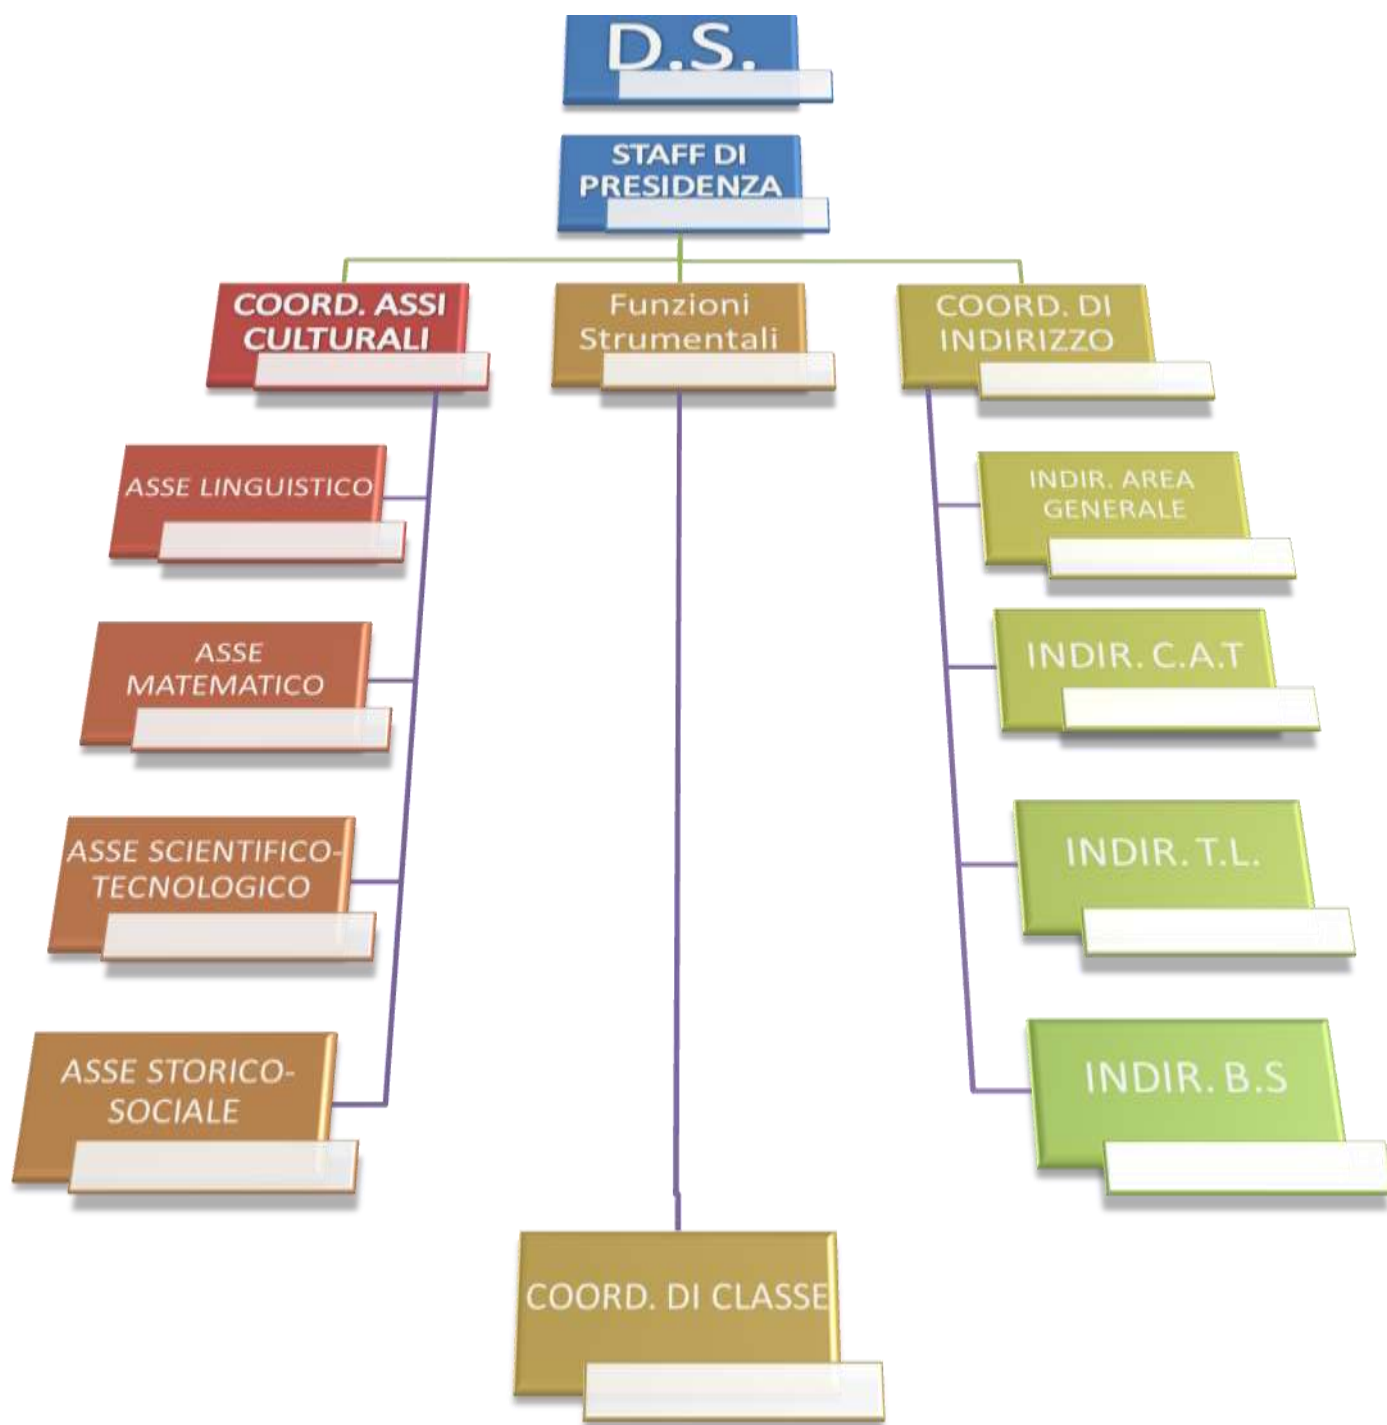 D.S.
STAFF DI
PRESIDENZA
COORD. ASSI
CULTURALI
Funzioni
Strumentali
COORD. DI
INDIRIZZO
ASSE LINGUISTICO
ASSE
MATEMATICO
ASSE SCIENTIFICO-
TECNOLOGICO
ASSE STORICO-
SOCIALE
INDIR. AREA
GENERALE
INDIR. C.A.T
INDIR. T.L.
INDIR. B.S
COORD. DI CLASSE